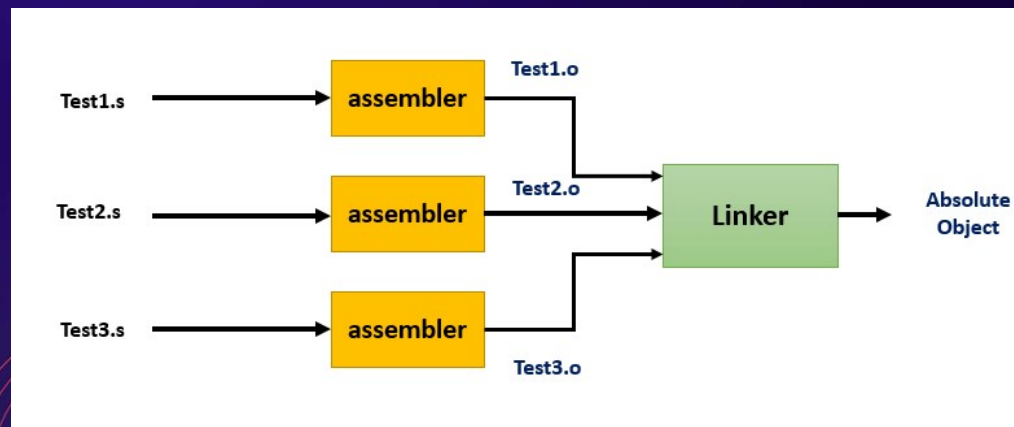 Test1.s
assembler
Test1.o
Test2.s
assembler
Test2.o
Linker
Absolute
Object
Test3.s
assembler
Test3.o